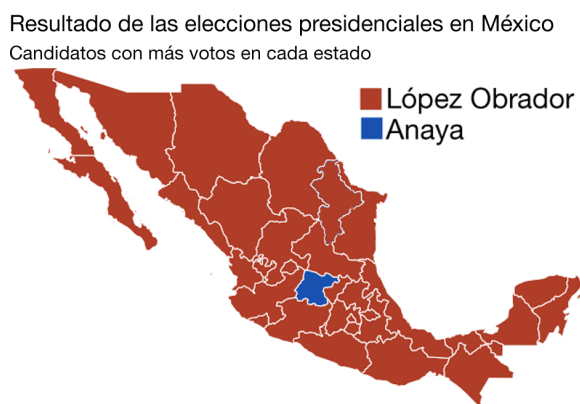 Resultado de las elecciones presidenciales en México
Candidatos con más votos en cada estado
López Obrador
Anaya